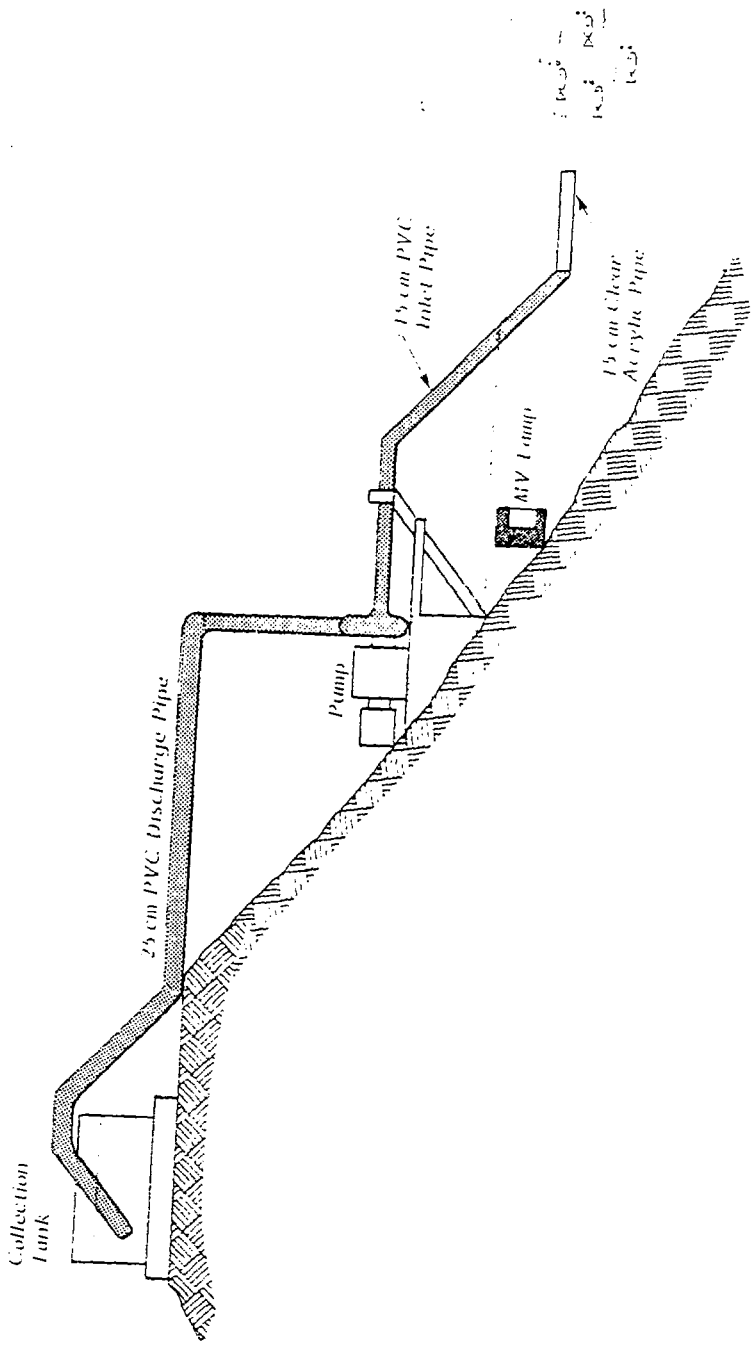 Collection
Tank
25 cm PVC Discharge Pipe
Pump
15 cm PVC
Inlet Pipe
MV Lamp
15 cm Clear
Acrylic Pipe